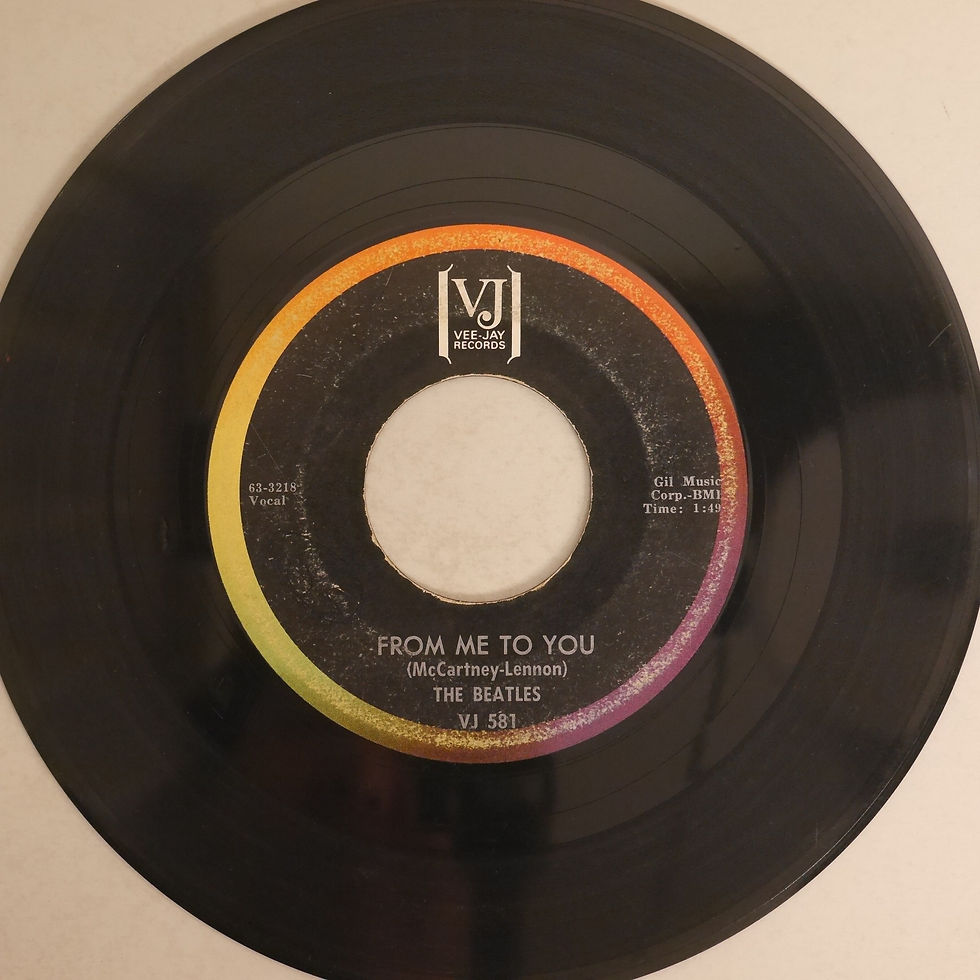 VJ
VEE-JAY
RECORDS
63-3218
Vocal
Gil Music
Corp.-BMI
Time: 1:49
FROM ME TO YOU
(McCartney-Lennon)
THE BEATLES
VJ 581